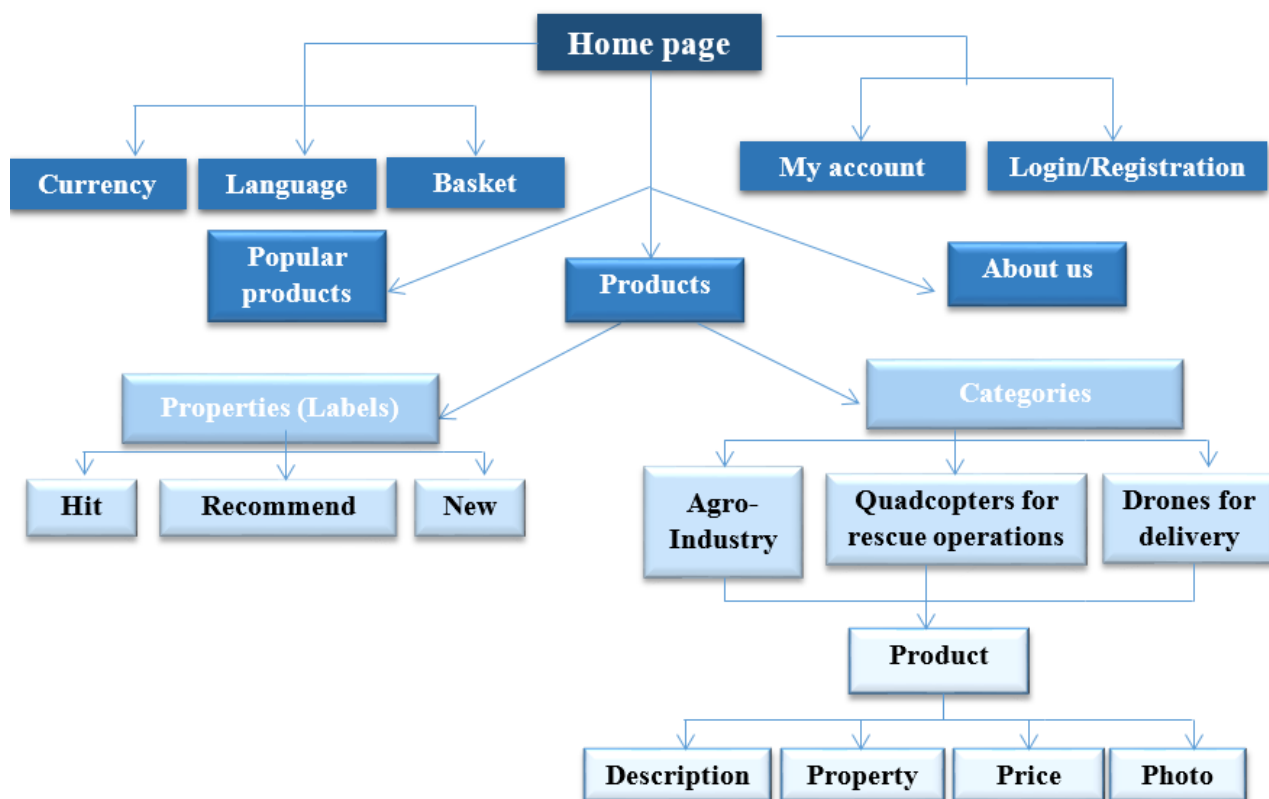 Home page
Currency
Language
Basket
My account
Login/Registration
Popular
products
Products
About us
Properties (Labels)
Categories
Hit
Recommend
New
Agro-
Industry
Quadcopters for
rescue operations
Drones for
delivery
Product
Description
Property
Price
Photo